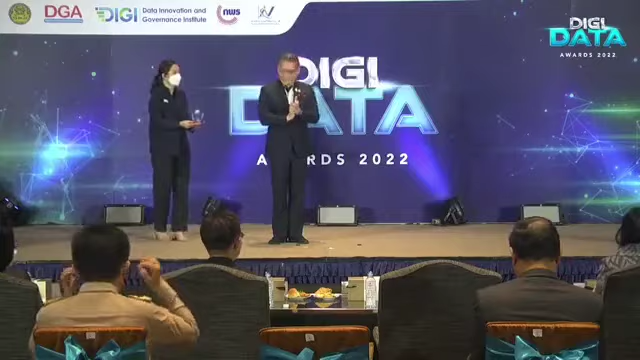 DGA
DIGI
Data Innovation and
Governance Institute
nws
DIGI
DATA
AWARDS 2022
DIGI
DATA
AWARDS 2022